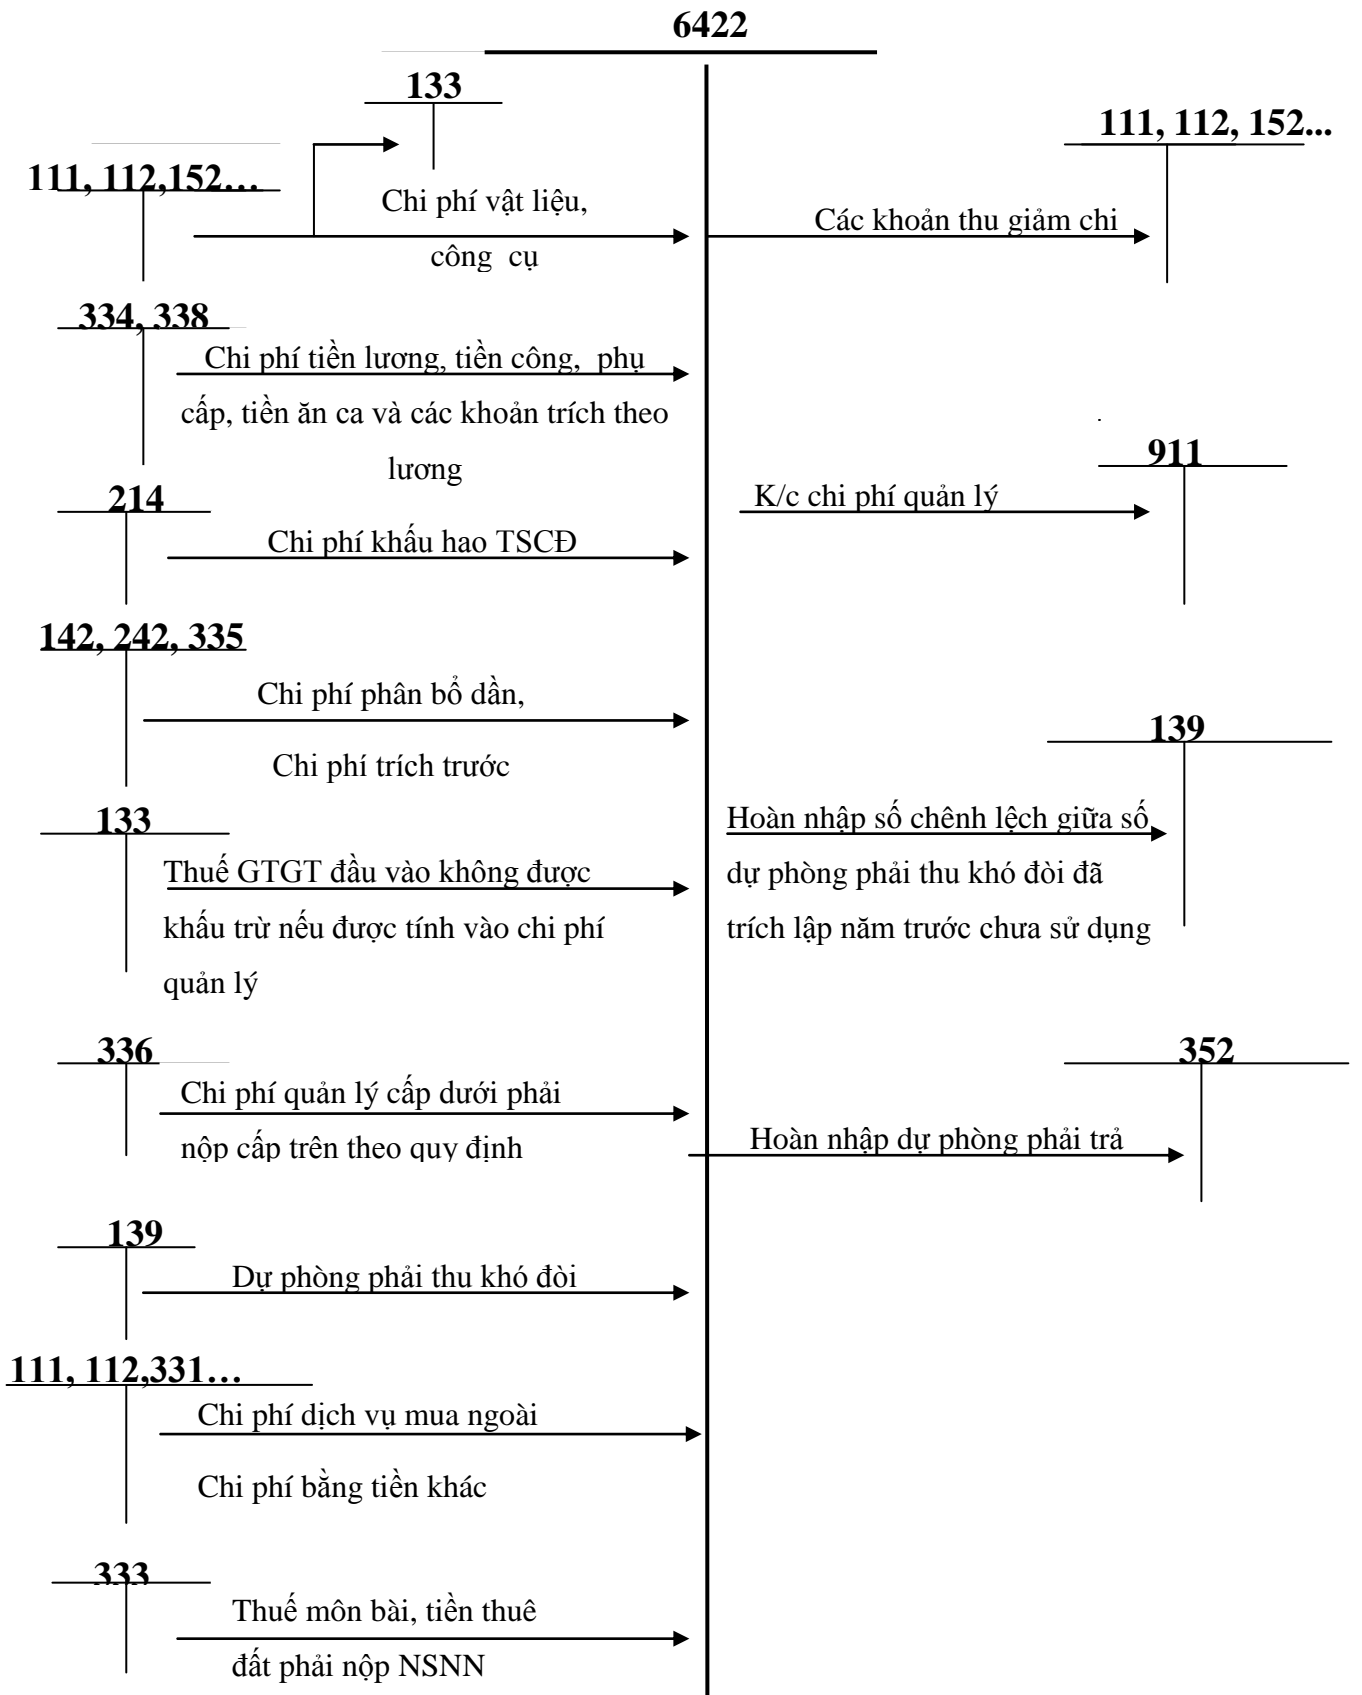 6422
133
111, 112, 152...
111, 112,152…
Chi phí vật liệu,
công cụ
Các khoản thu giảm chi
334, 338
Chi phí tiền lương, tiền công, phụ
cấp, tiền ăn ca và các khoản trích theo
lương
911
K/c chi phí quản lý
214
Chi phí khấu hao TSCĐ
142, 242, 335
Chi phí phân bổ dần,
Chi phí trích trước
139
133
Hoàn nhập số chênh lệch giữa số
dự phòng phải thu khó đòi đã
trích lập năm trước chưa sử dụng
Thuế GTGT đầu vào không được
khấu trừ nếu được tính vào chi phí
quản lý
336
352
Chi phí quản lý cấp dưới phải
nộp cấp trên theo quy định
Hoàn nhập dự phòng phải trả
139
Dự phòng phải thu khó đòi
111, 112,331…
Chi phí dịch vụ mua ngoài
Chi phí bằng tiền khác
333
Thuế môn bài, tiền thuê
đất phải nộp NSNN